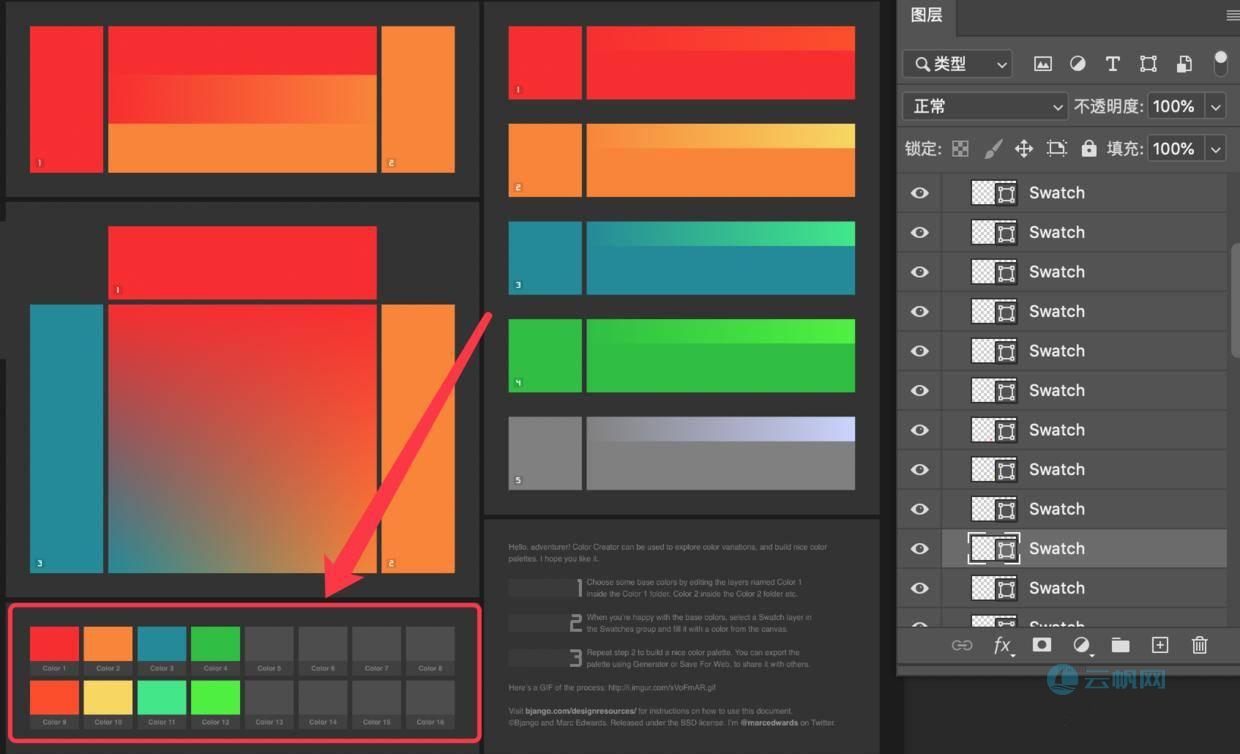 1
2
1
3
2
1
2
3
4
5
Color 1
Color 2
Color 3
Color 4
Color 5
Color 6
Color 7
Color 8
Color 9
Color 10
Color 11
Color 12
Color 13
Color 14
Color 15
Color 16
Hello, adventurer! Color Creator can be used to explore color variations, and build nice color
palettes. I hope you like it.
1
Choose some base colors by editing the layers named Color 1
inside the Color 1 folder. Color 2 inside the Color 2 folder etc.
2
When you're happy with the base colors, select a Swatch layer in
the Swatches group and fill it with a color from the canvas.
3
Repeat step 2 to build a nice color palette. You can export the
palette using Generator or Save For Web, to share it with others.
Here's a GIF of the process: http://i.imgur.com/xVoFmAR.gif
Visit bjango.com/designresources/ for instructions on how to use this document.
©Bjango and Marc Edwards. Released under the BSD license. I'm @marcedwards on Twitter.
图层
类型
正常
不透明度: 100%
锁定:
填充: 100%
Swatch
Swatch
Swatch
Swatch
Swatch
Swatch
Swatch
Swatch
Swatch
Swatch
Swatch
Swatch
fx
云帆网